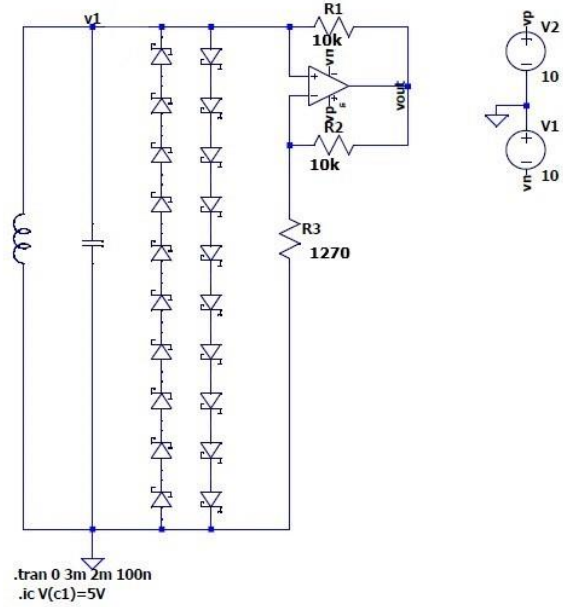 v1
R1
10k
vn
vp
vout
R2
10k
R3
1270
vp
V2
10
V1
10
vn
.tran 0 3m 2m 100n
.ic V(c1)=5V